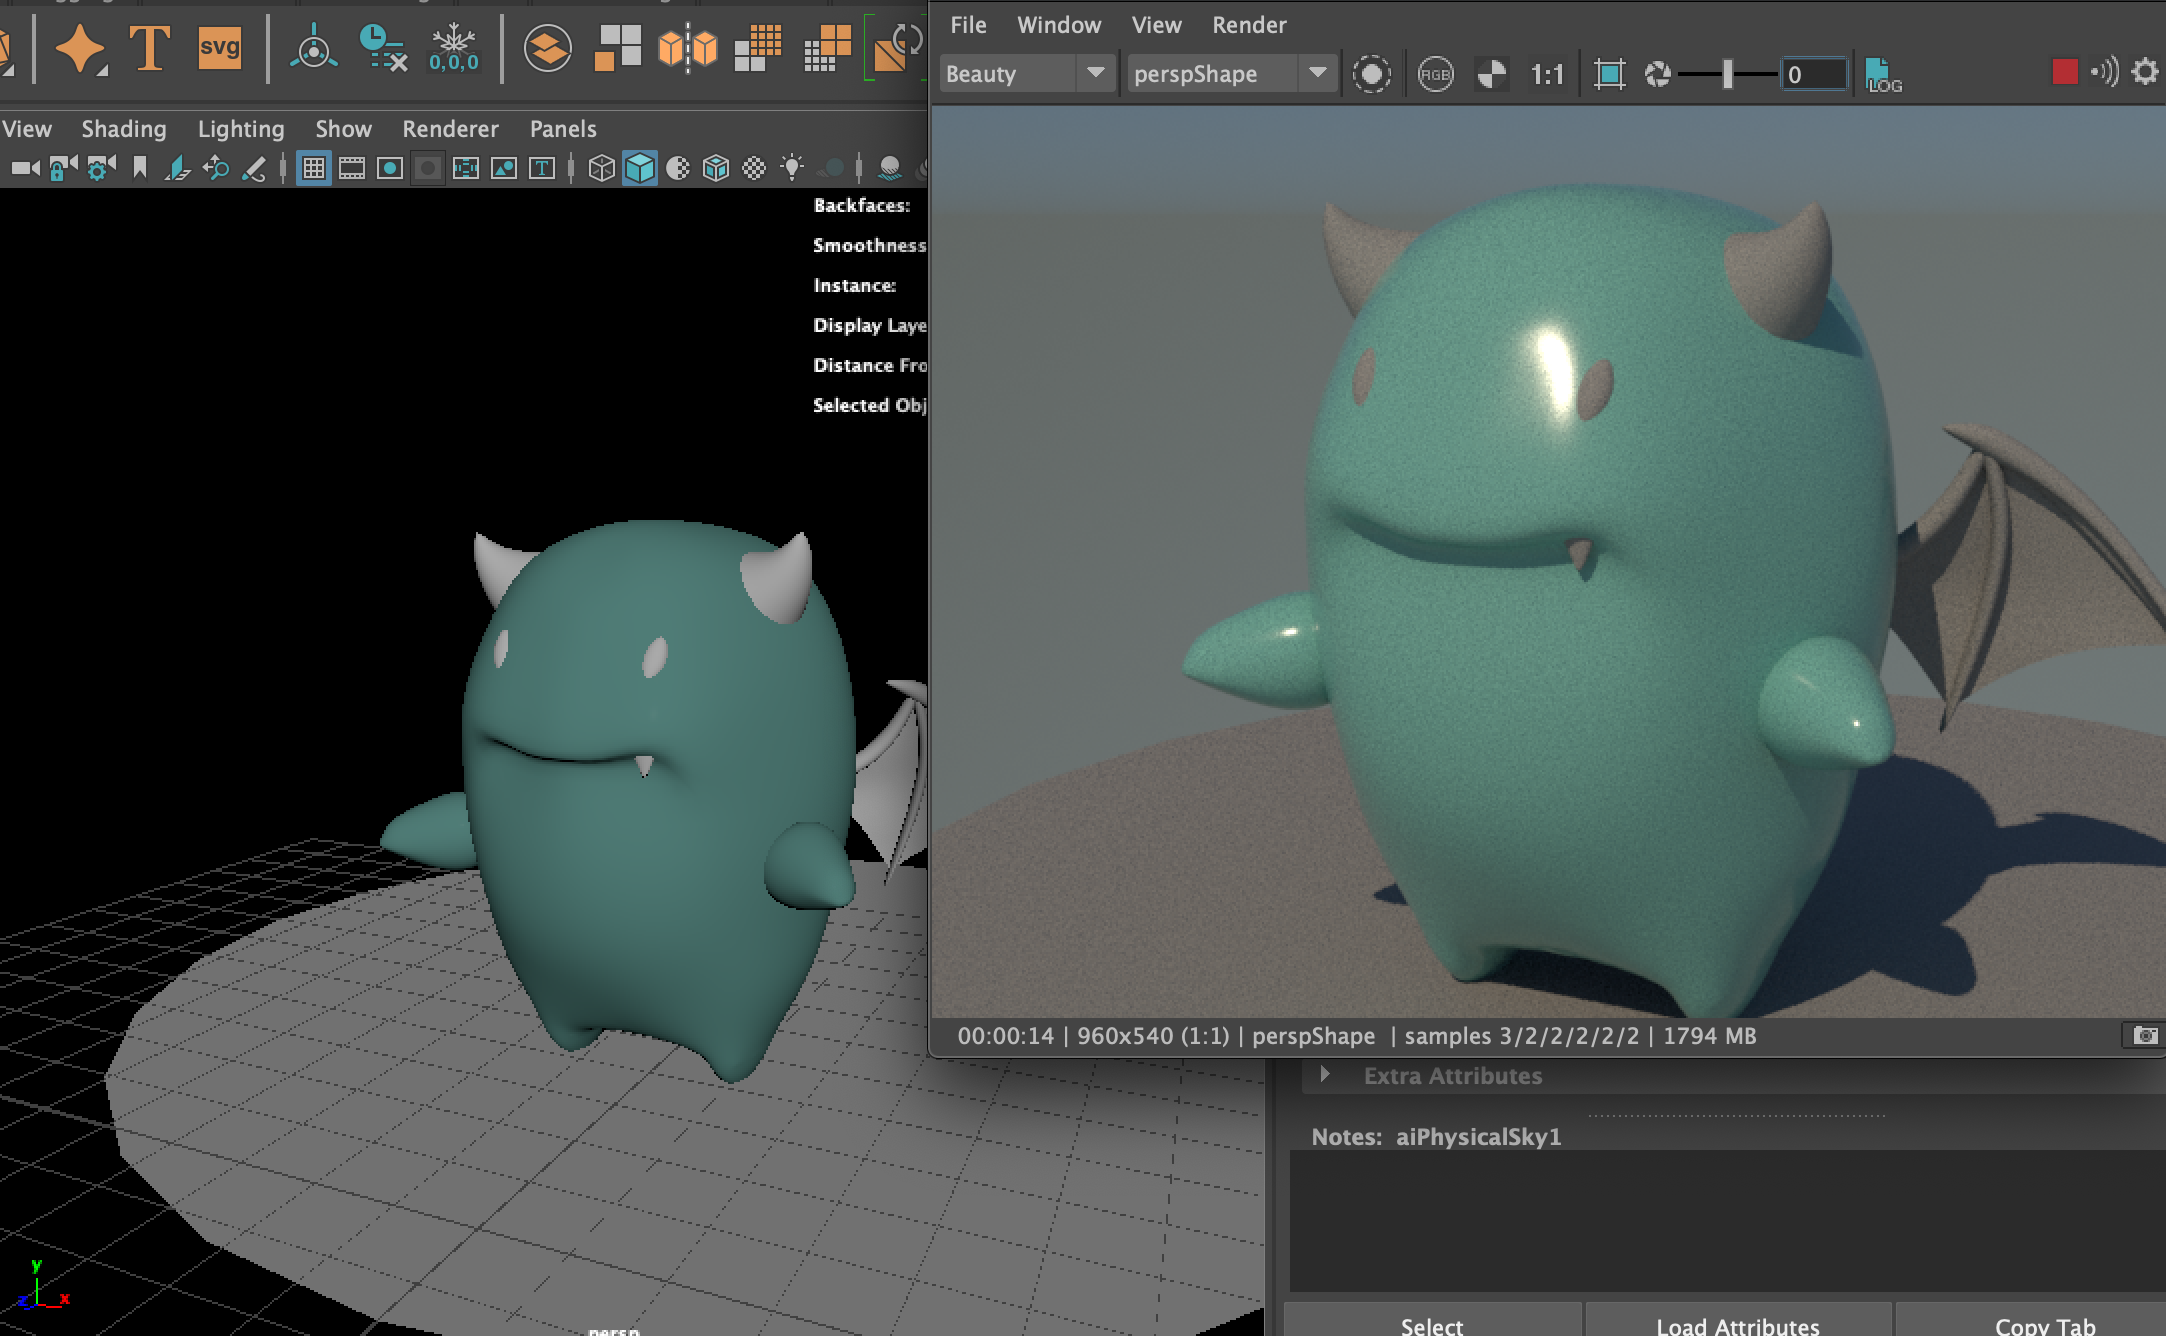 svg
0,0,0
View Shading Lighting Show Renderer Panels
T
Backfaces:
Smoothness
Instance:
Display Laye
Distance Fro
Selected Obj
y
z x
persp
File Window View Render
Beauty perspShape RGB 1:1 0 LOG
00:00:14 | 960x540 (1:1) | perspShape | samples 3/2/2/2/2/2 | 1794 MB
Extra Attributes
Notes: aiPhysicalSky1
Select Load Attributes Copy Tab